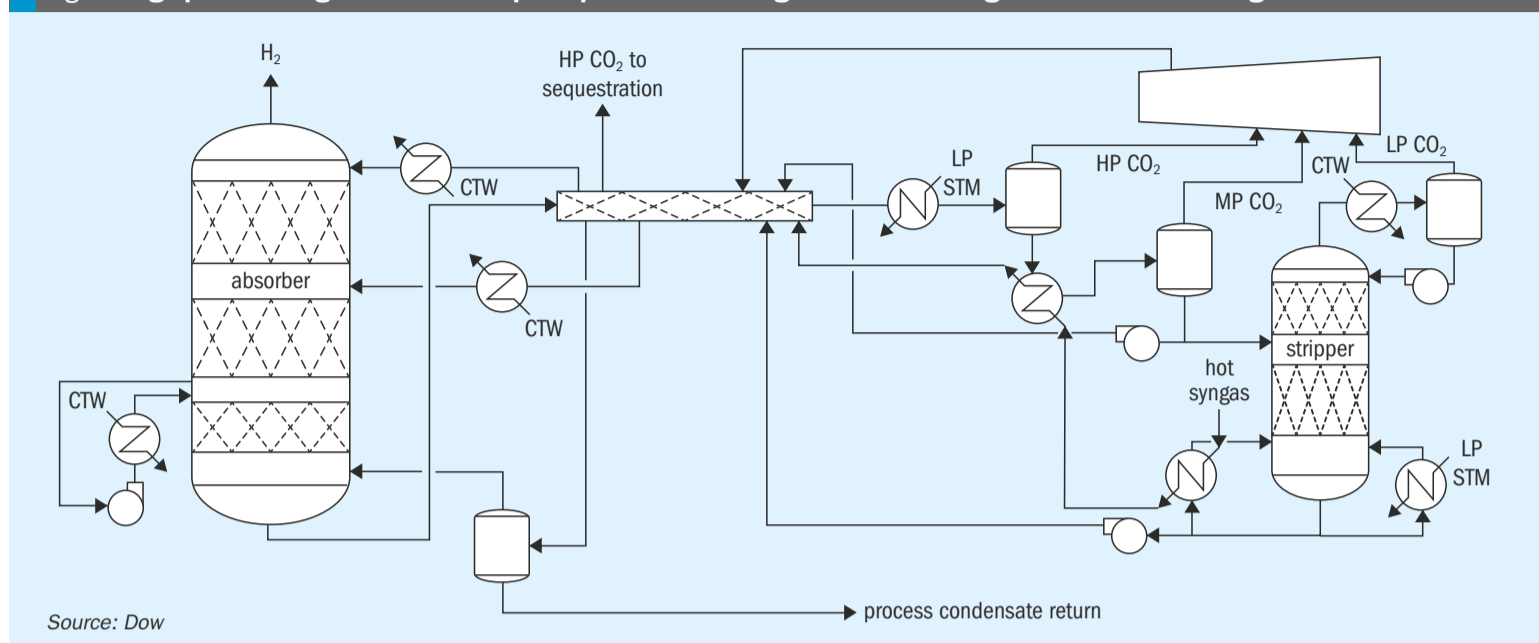 H₂
HP CO₂ to
sequestration
CTW
LP
STM
HP CO₂
MP CO₂
LP CO₂
CTW
absorber
CTW
stripper
hot
syngas
CTW
LP
STM
process condensate return
Source: Dow